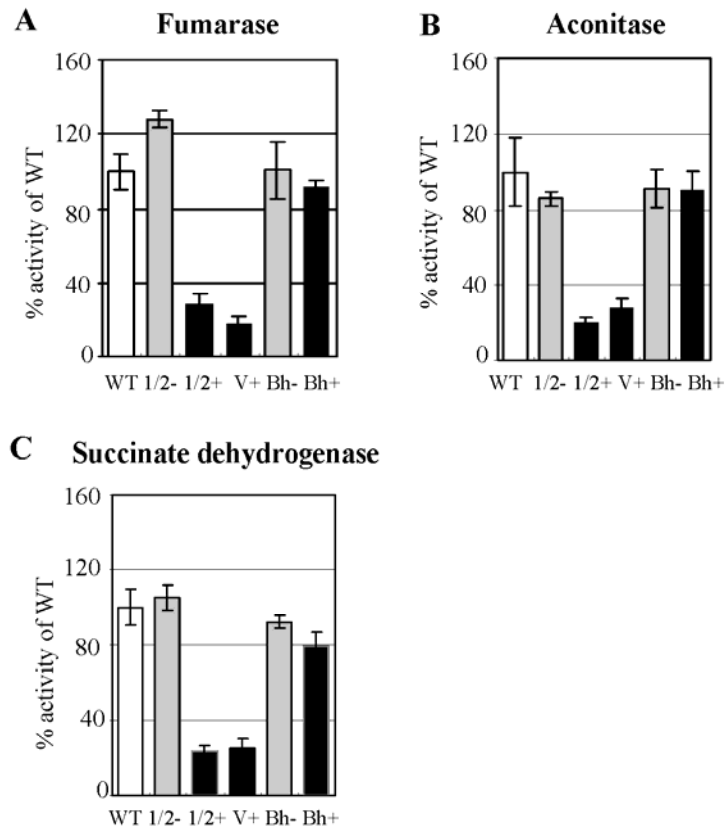 A Fumarase
% activity of WT
160
120
80
40
0
WT 1/2- 1/2+ V+ Bh- Bh+
B Aconitase
% activity of WT
160
120
80
40
0
WT 1/2- 1/2+ V+ Bh- Bh+
C Succinate dehydrogenase
% activity of WT
160
120
80
40
0
WT 1/2- 1/2+ V+ Bh- Bh+